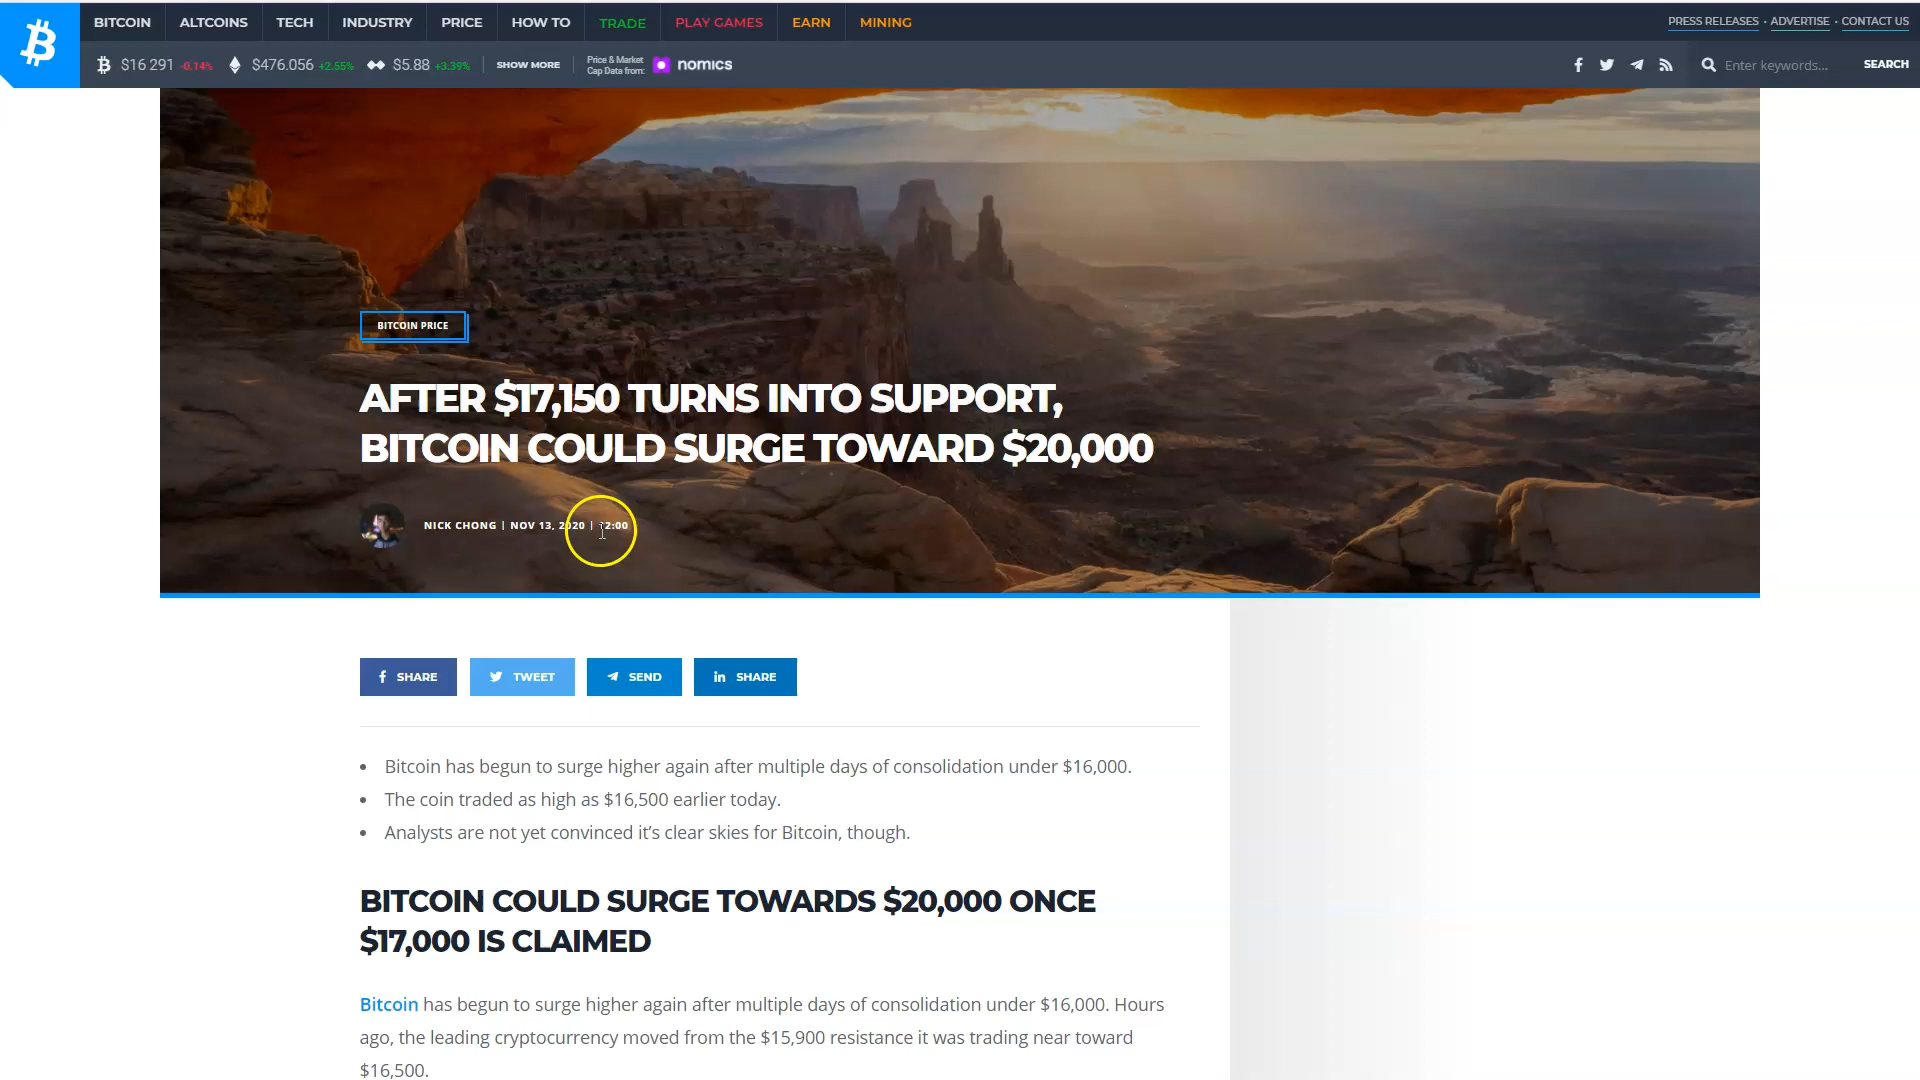 BITCOIN ALTCOINS TECH INDUSTRY PRICE HOW TO TRADE PLAY GAMES EARN MINING PRESS RELEASES • ADVERTISE • CONTACT US
$16 291 -0.14% $476.056 +2.55% $5.88 +3.39% SHOW MORE Price & Market Cap Data from: nomics Enter keywords... SEARCH
BITCOIN PRICE
AFTER $17,150 TURNS INTO SUPPORT,
BITCOIN COULD SURGE TOWARD $20,000
NICK CHONG | NOV 13, 2020 | 12:00
SHARE TWEET SEND SHARE
• Bitcoin has begun to surge higher again after multiple days of consolidation under $16,000.
• The coin traded as high as $16,500 earlier today.
• Analysts are not yet convinced it’s clear skies for Bitcoin, though.
BITCOIN COULD SURGE TOWARDS $20,000 ONCE
$17,000 IS CLAIMED
Bitcoin has begun to surge higher again after multiple days of consolidation under $16,000. Hours
ago, the leading cryptocurrency moved from the $15,900 resistance it was trading near toward
$16,500.